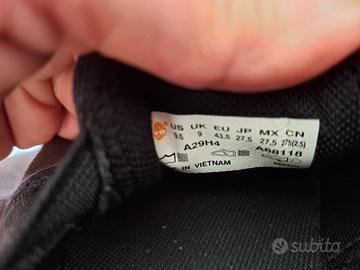 US UK EU JP MX CN
9.5 9 43.5 27.5 27,5 275(2,5)
A29H4
A68118
IN VIETNAM
subito